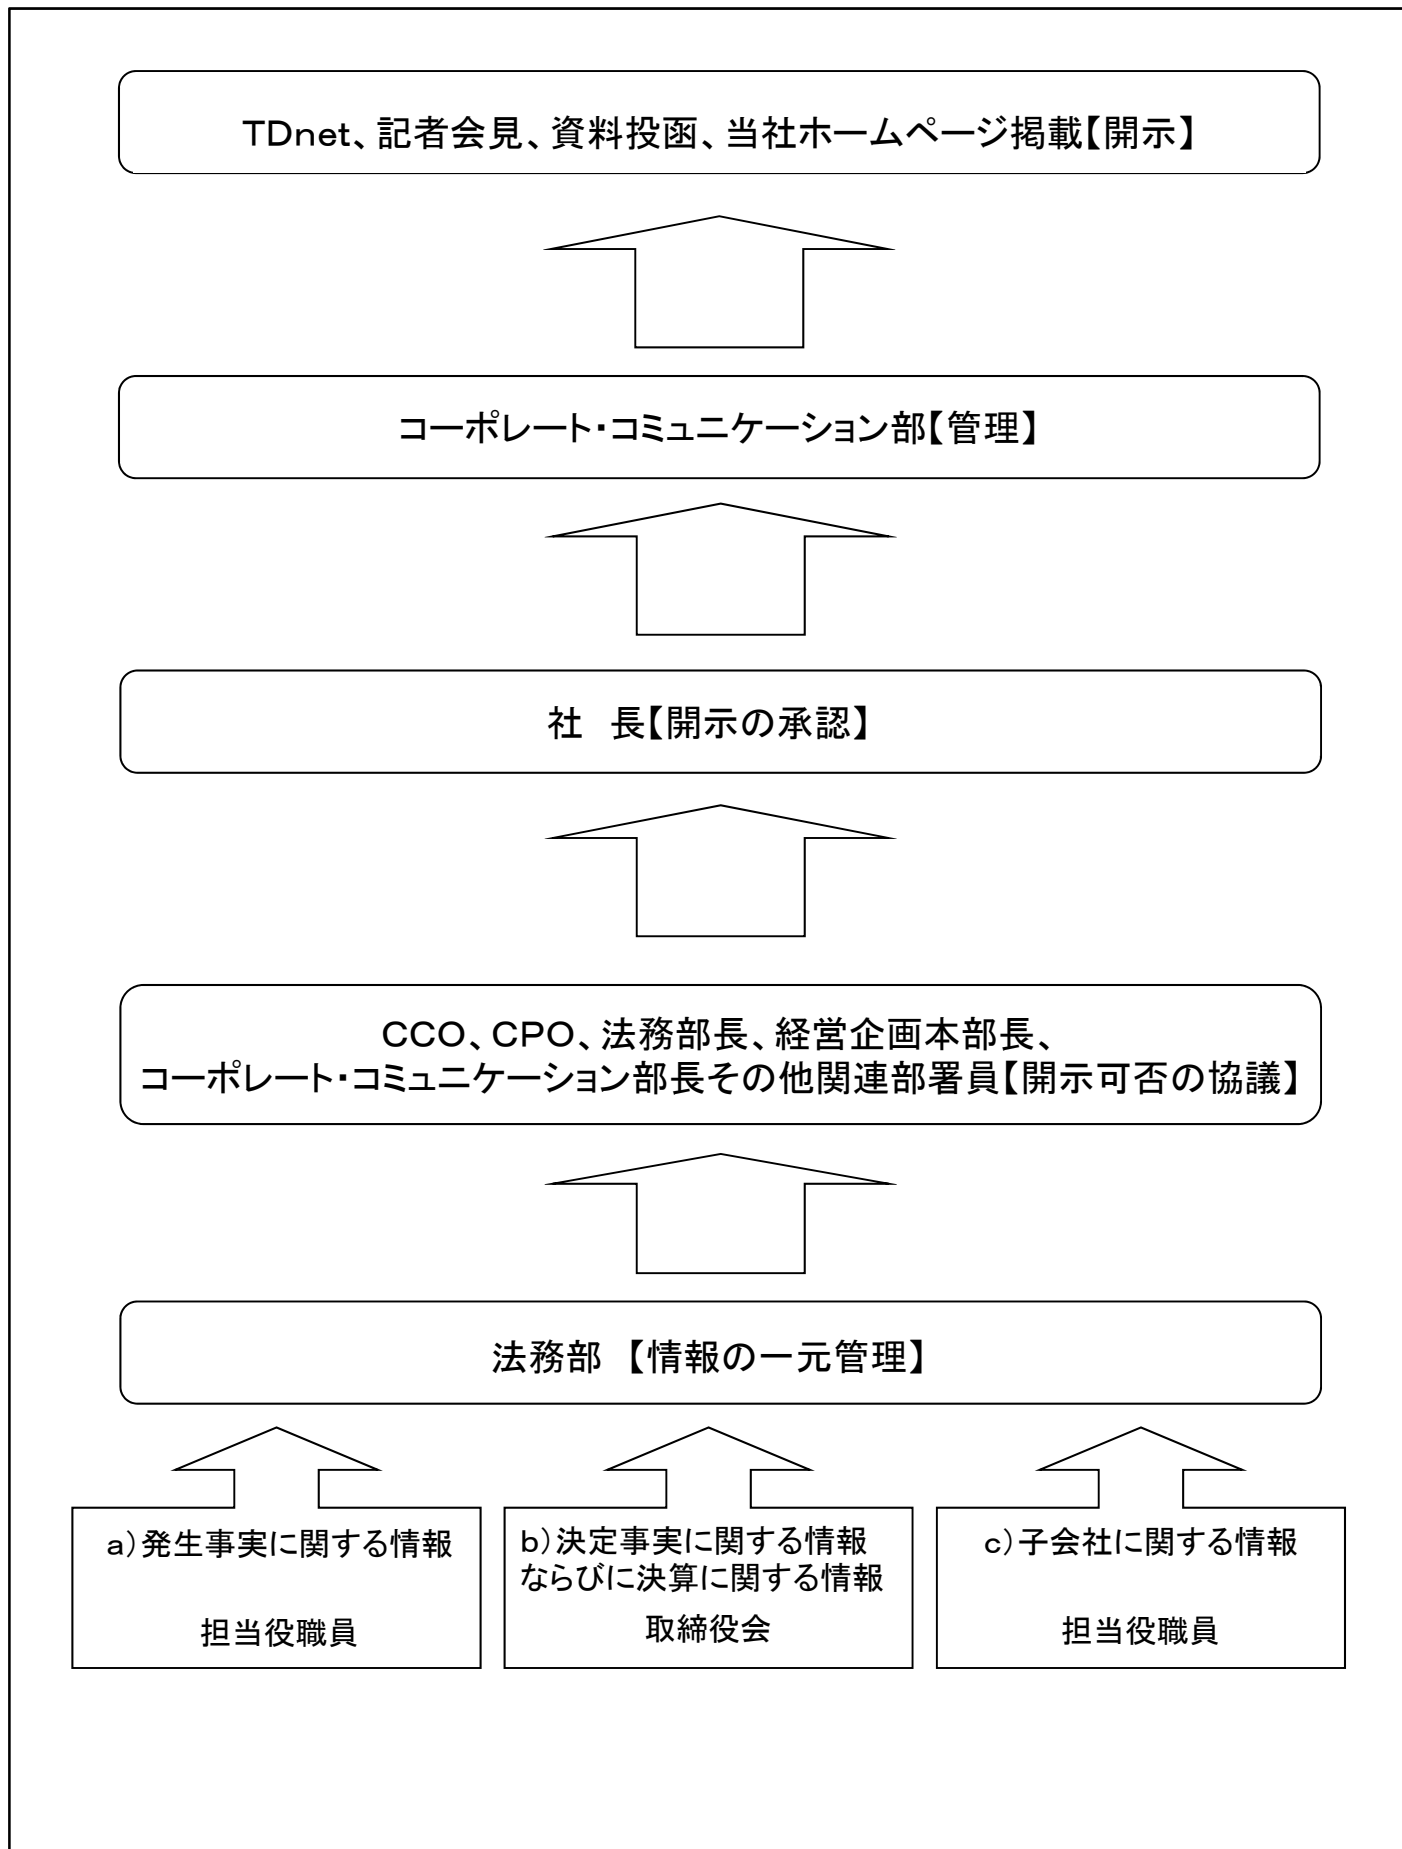 TDnet、記者会見、資料投函、当社ホームページ掲載【開示】
コーポレート・コミュニケーション部【管理】
社　長【開示の承認】
CCO、CPO、法務部長、経営企画本部長、
コーポレート・コミュニケーション部長その他関連部署員【開示可否の協議】
法務部　【情報の一元管理】
a)発生事実に関する情報
担当役職員
b)決定事実に関する情報
ならびに決算に関する情報
取締役会
c)子会社に関する情報
担当役職員